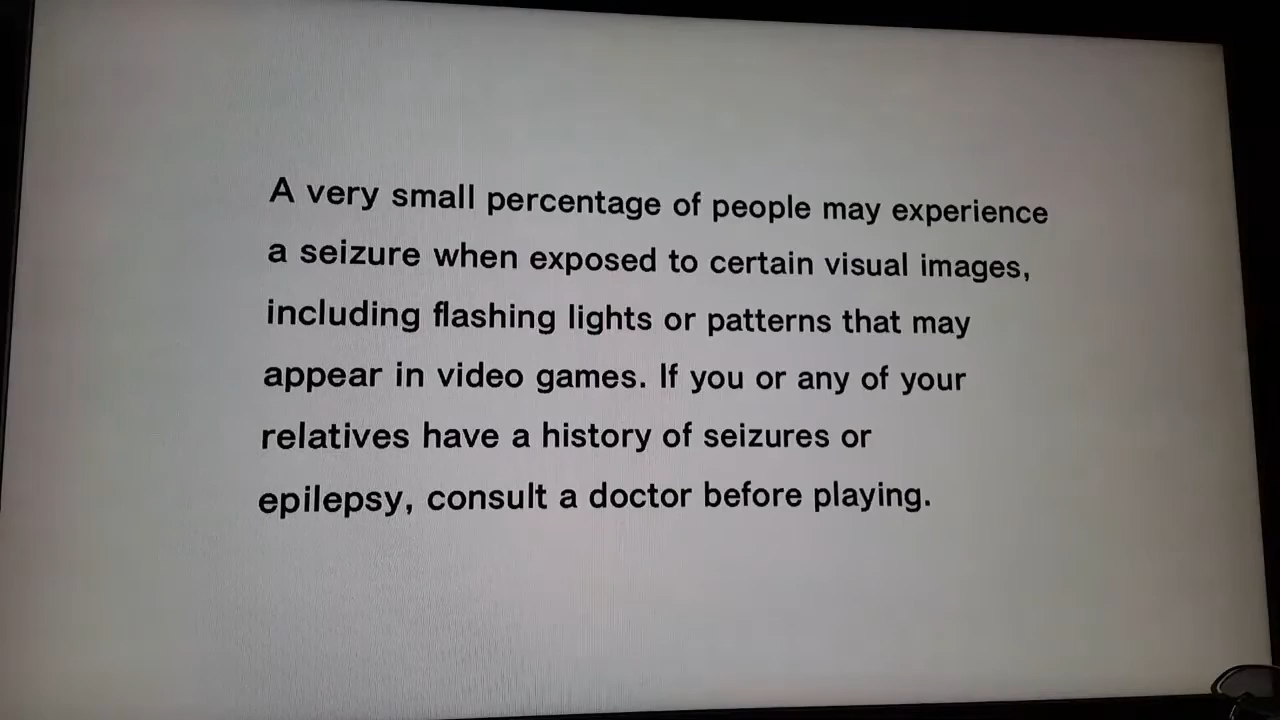 A very small percentage of people may experience
a seizure when exposed to certain visual images,
including flashing lights or patterns that may
appear in video games. If you or any of your
relatives have a history of seizures or
epilepsy, consult a doctor before playing.